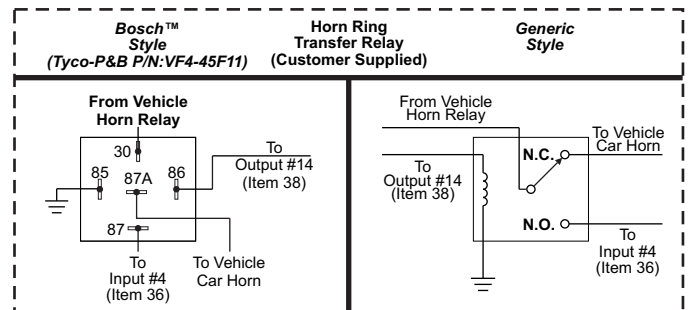 Bosch™
Style
(Tyco-P&B P/N:VF4-45F11)
Horn Ring
Transfer Relay
(Customer Supplied)
Generic
Style
From Vehicle
Horn Relay
30
85
87A
86
87
To
Output #14
(Item 38)
To
Input #4
(Item 36)
To Vehicle
Car Horn
From Vehicle
Horn Relay
To
Output #14
(Item 38)
N.C.
To Vehicle
Car Horn
N.O.
To
Input #4
(Item 36)